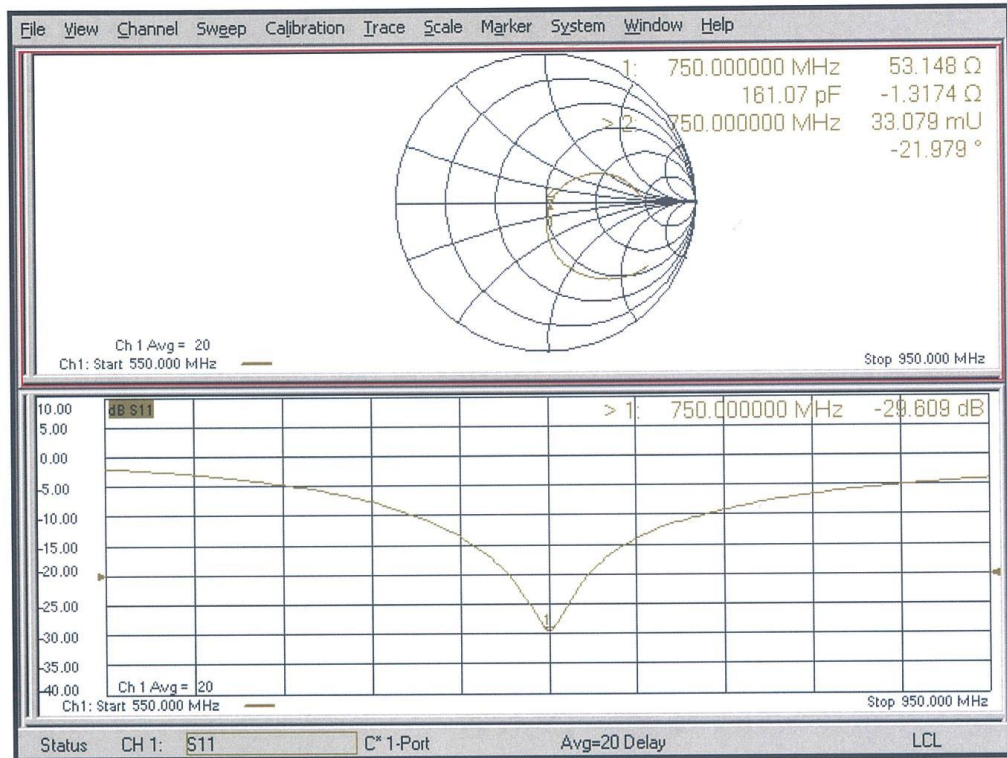 File View Channel Sweep Calibration Trace Scale Marker System Window Help
1: 750.000000 MHz 53.148 Ω
161.07 pF -1.3174 Ω
> 2: 750.000000 MHz 33.079 mU
-21.979 °
Ch 1 Avg = 20
Ch1: Start 550.000 MHz
Stop 950.000 MHz
10.00
dB S11
> 1: 750.000000 MHz -29.609 dB
5.00
0.00
-5.00
-10.00
-15.00
-20.00
-25.00
1
-30.00
-35.00
-40.00
Ch 1 Avg = 20
Ch1: Start 550.000 MHz
Stop 950.000 MHz
Status CH 1: S11 C* 1-Port Avg=20 Delay LCL